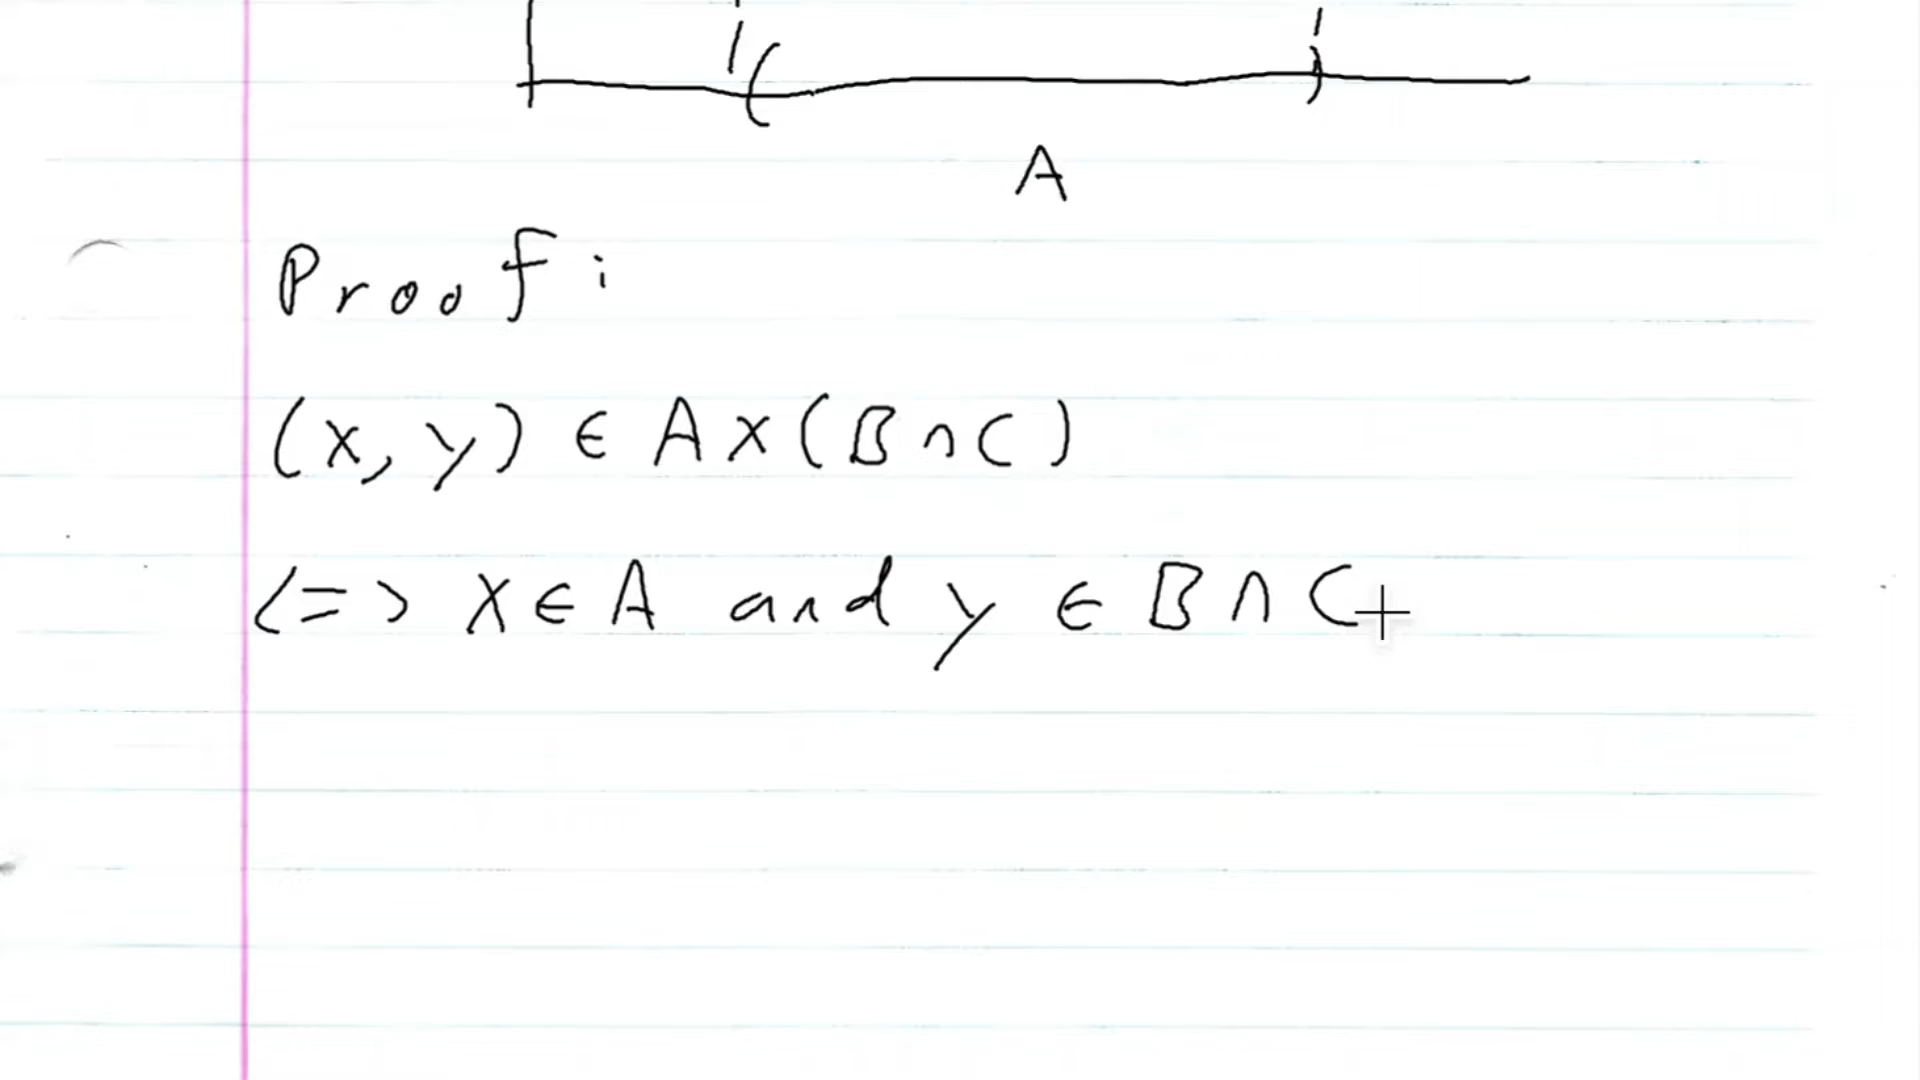 A
Proof:
(x, y) ∈ A x (B ∩ C)
<=> x ∈ A and y ∈ B ∩ C